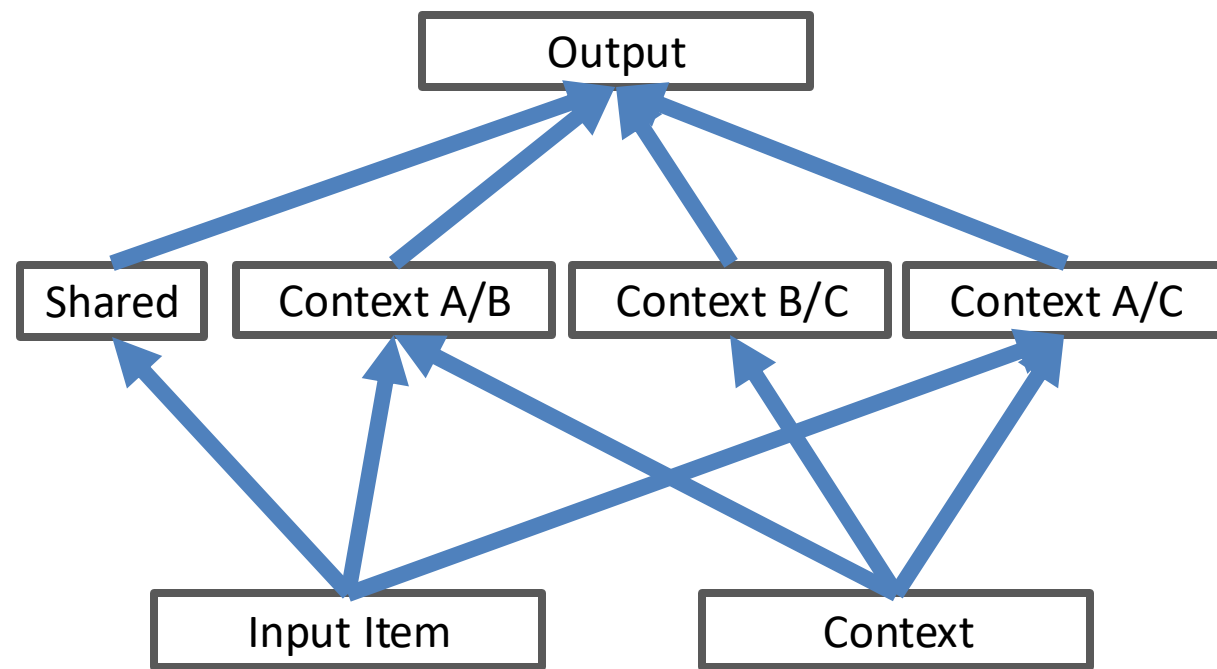 Output
Shared
Context A/B
Context B/C
Context A/C
Input Item
Context